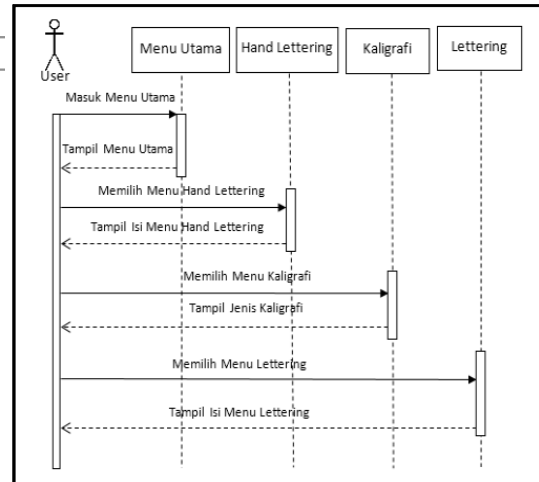 User
Menu Utama
Hand Lettering
Kaligrafi
Lettering
Masuk Menu Utama
Tampil Menu Utama
Memilih Menu Hand Lettering
Tampil Isi Menu Hand Lettering
Memilih Menu Kaligrafi
Tampil Jenis Kaligrafi
Memilih Menu Lettering
Tampil Isi Menu Lettering